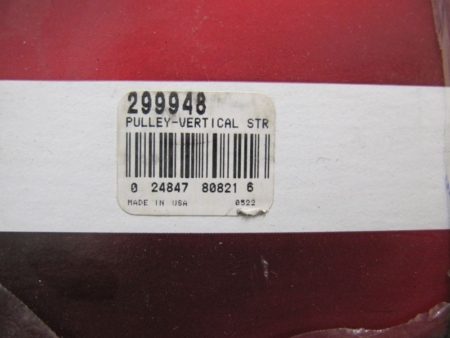 299948
PULLEY-VERTICAL STR
0 24847 80821 6
MADE IN USA 0522